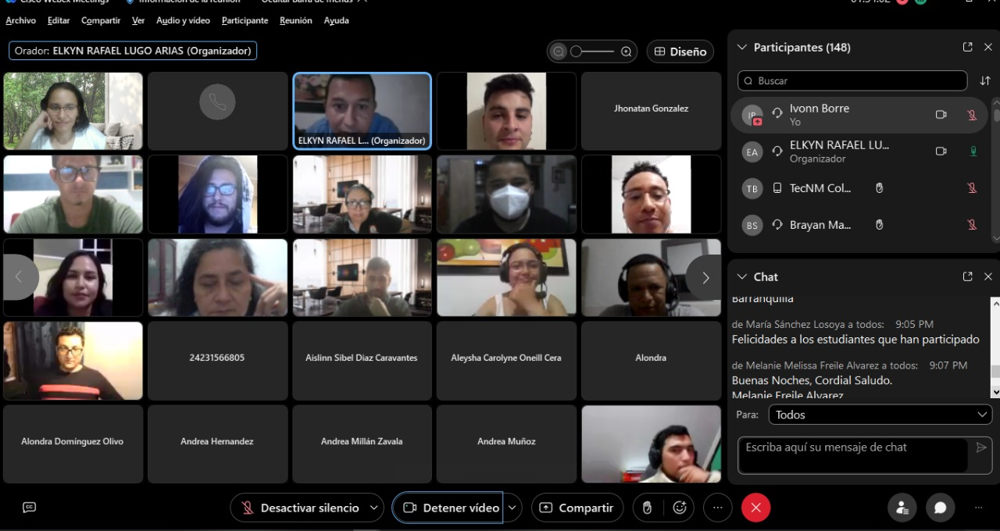 Cisco Webex Meetings
Información de la reunión
Ocultar barra de menús
Archivo Editar Compartir Ver Audio y vídeo Participante Reunión Ayuda
Orador: ELKYN RAFAEL LUGO ARIAS (Organizador)
Diseño
ELKYN RAFAEL L... (Organizador)
Jhonatan Gonzalez
24231566805
Aislinn Sibel Diaz Caravantes
Aleysha Carolyne Oneill Cera
Alondra
Alondra Domínguez Olivo
Andrea Hernandez
Andrea Millán Zavala
Andrea Muñoz
Participantes (148)
Buscar
IP
Ivonn Borre
Yo
EA
ELKYN RAFAEL LU...
Organizador
TB
TecNM Col...
BS
Brayan Ma...
Chat
Barranquilla
de María Sánchez Losoya a todos: 9:05 PM
Felicidades a los estudiantes que han participado
de Melanie Melissa Freile Alvarez a todos: 9:07 PM
Buenas Noches, Cordial Saludo.
Melanie Freile Alvarez
Para: Todos
Escriba aquí su mensaje de chat
CC
Desactivar silencio
Detener vídeo
Compartir